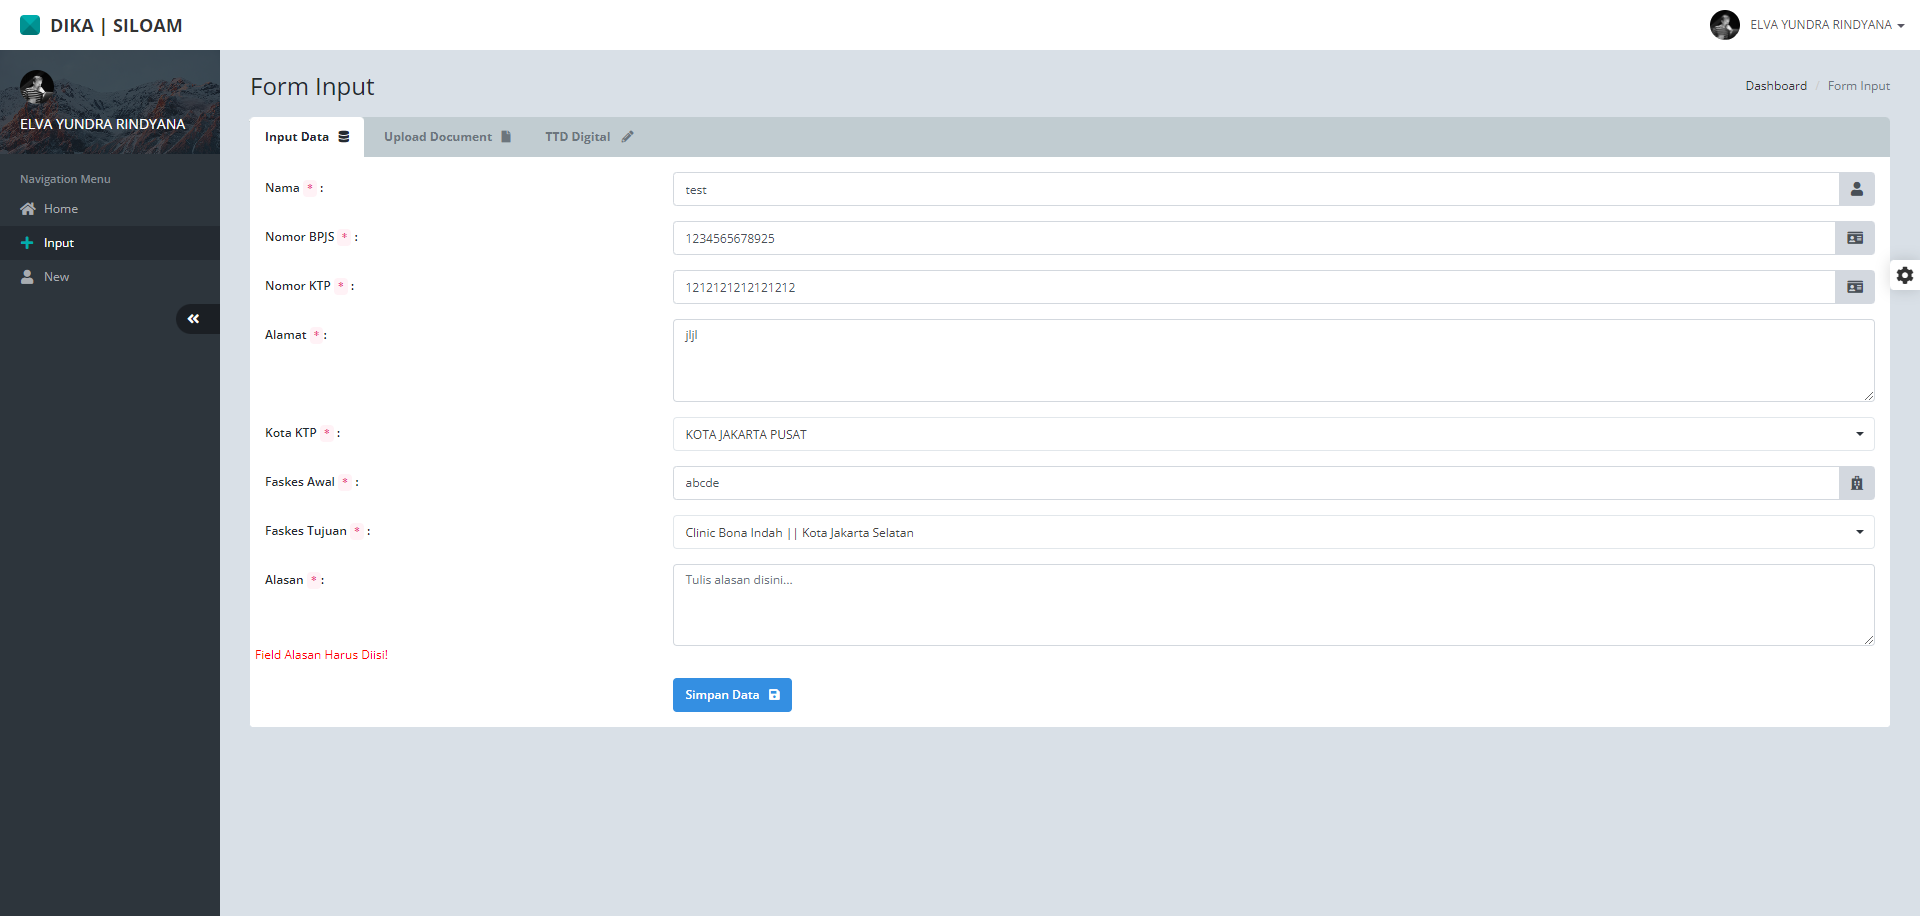 DIKA | SILOAM
ELVA YUNDRA RINDYANA
ELVA YUNDRA RINDYANA
Navigation Menu
Home
Input
New
Form Input
Dashboard / Form Input
Input Data
Upload Document
TTD Digital
Nama * :
test
Nomor BPJS * :
1234565678925
Nomor KTP * :
1212121212121212
Alamat * :
jljl
Kota KTP * :
KOTA JAKARTA PUSAT
Faskes Awal * :
abcde
Faskes Tujuan * :
Clinic Bona Indah || Kota Jakarta Selatan
Alasan * :
Tulis alasan disini...
Field Alasan Harus Diisi!
Simpan Data